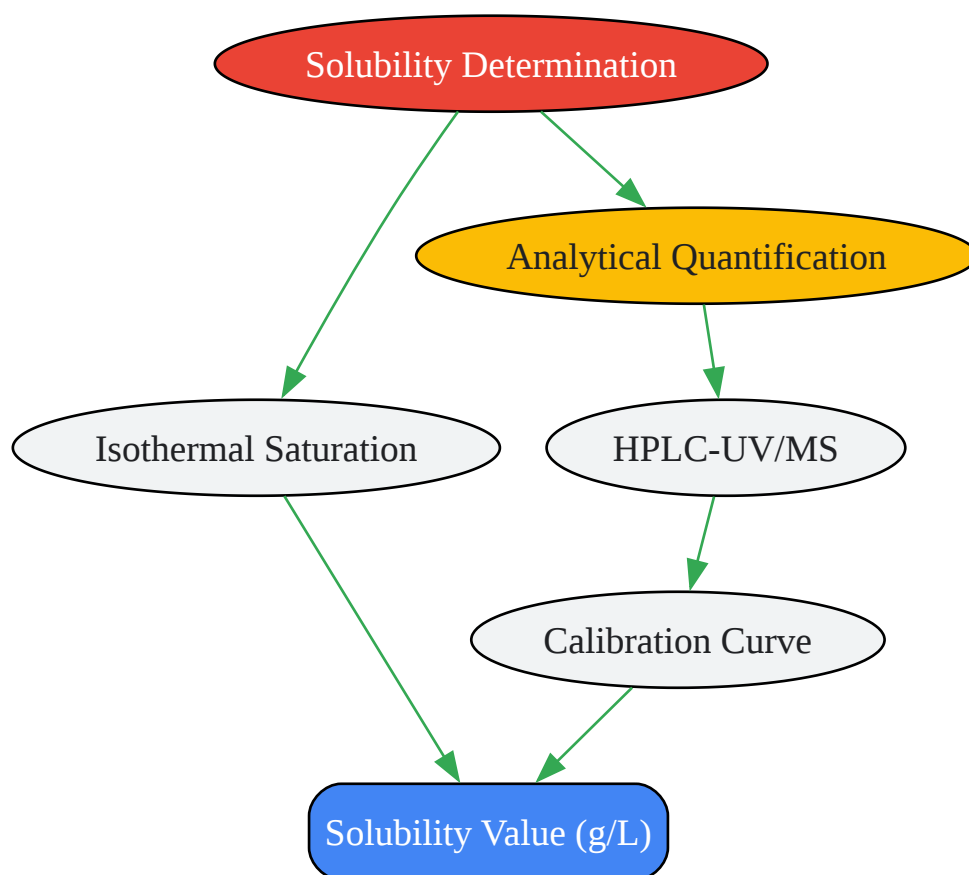 Solubility Determination
Analytical Quantification
Isothermal Saturation
HPLC-UV/MS
Calibration Curve
Solubility Value (g/L)